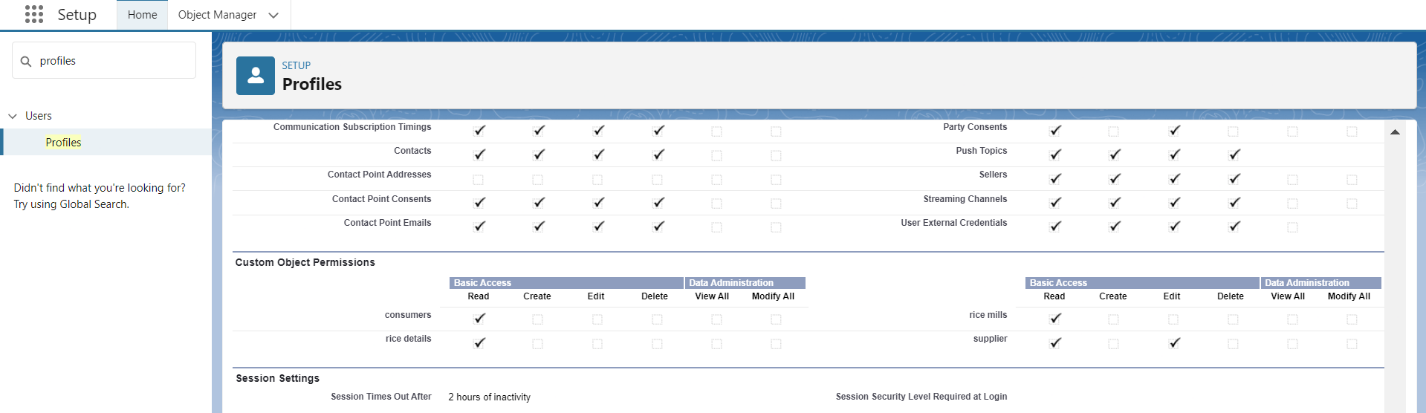 Setup Home Object Manager
profiles
SETUP
Profiles
Users
Profiles
Didn't find what you're looking for?
Try using Global Search.
Communication Subscription Timings Party Consents
Contacts Push Topics
Contact Point Addresses Sellers
Contact Point Consents Streaming Channels
Contact Point Emails User External Credentials
Custom Object Permissions
Basic Access Data Administration Basic Access Data Administration
Read Create Edit Delete View All Modify All Read Create Edit Delete View All Modify All
consumers rice mills
rice details supplier
Session Settings
Session Times Out After 2 hours of inactivity Session Security Level Required at Login